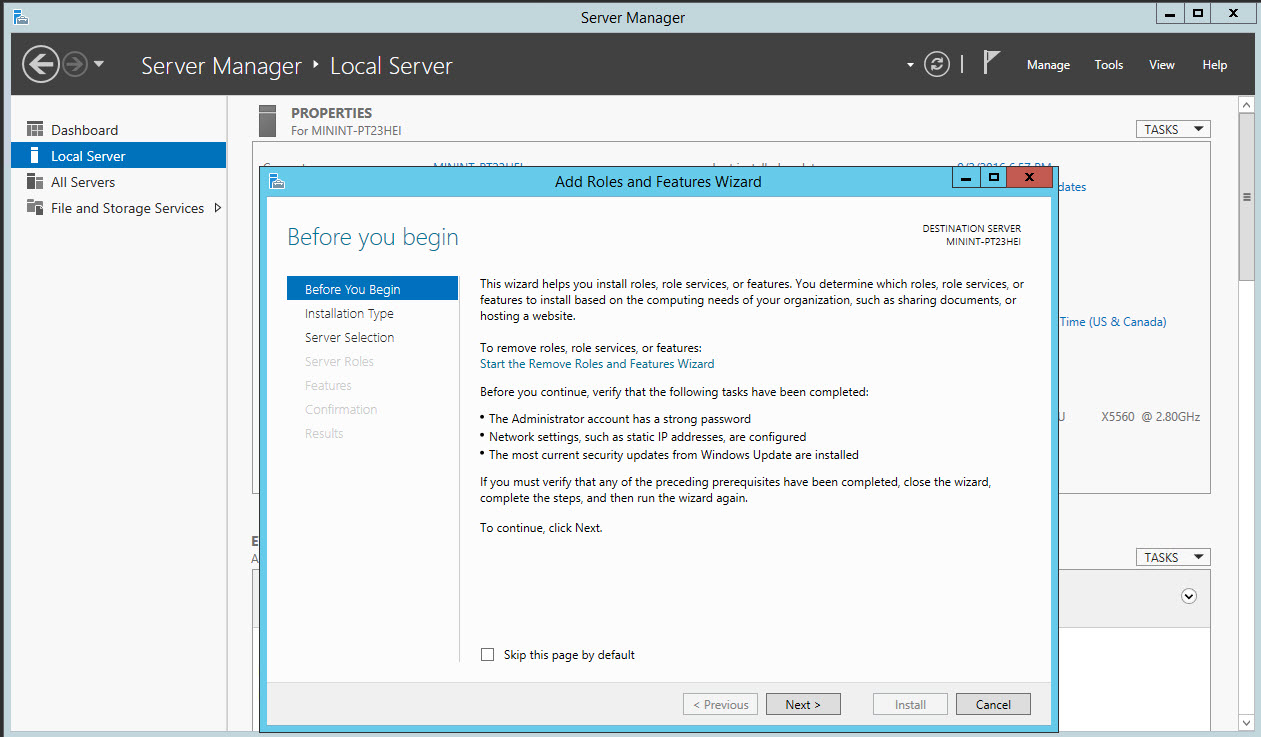 Server Manager
Server Manager ‣ Local Server
Manage Tools View Help
Dashboard
Local Server
All Servers
File and Storage Services
PROPERTIES
For MININT-PT23HEI
TASKS
MININT-PT23HEI
Add Roles and Features Wizard
Before you begin
DESTINATION SERVER
MININT-PT23HEI
Before You Begin
Installation Type
Server Selection
Server Roles
Features
Confirmation
Results
This wizard helps you install roles, role services, or features. You determine which roles, role services, or
features to install based on the computing needs of your organization, such as sharing documents, or
hosting a website.
To remove roles, role services, or features:
Start the Remove Roles and Features Wizard
Before you continue, verify that the following tasks have been completed:
• The Administrator account has a strong password
• Network settings, such as static IP addresses, are configured
• The most current security updates from Windows Update are installed
If you must verify that any of the preceding prerequisites have been completed, close the wizard,
complete the steps, and then run the wizard again.
To continue, click Next.
Skip this page by default
< Previous
Next >
Install
Cancel
dates
Time (US & Canada)
U X5560 @ 2.80GHz
E
A
TASKS